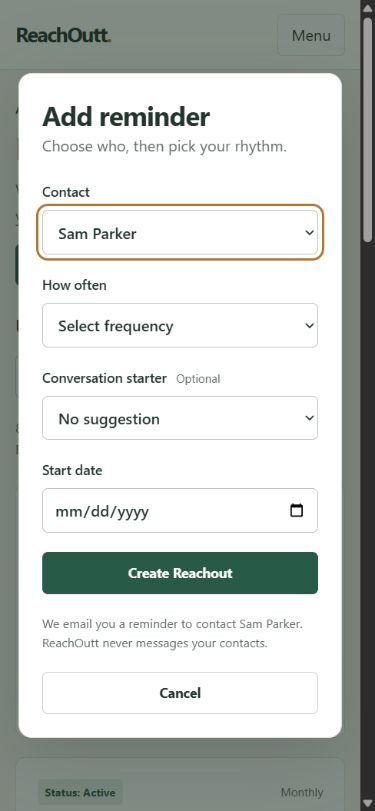 ReachOutt.
Menu
Add reminder
Choose who, then pick your rhythm.
Contact
Sam Parker
How often
Select frequency
Conversation starter Optional
No suggestion
Start date
mm/dd/yyyy
Create Reachout
We email you a reminder to contact Sam Parker.
ReachOutt never messages your contacts.
Cancel
Status: Active
Monthly